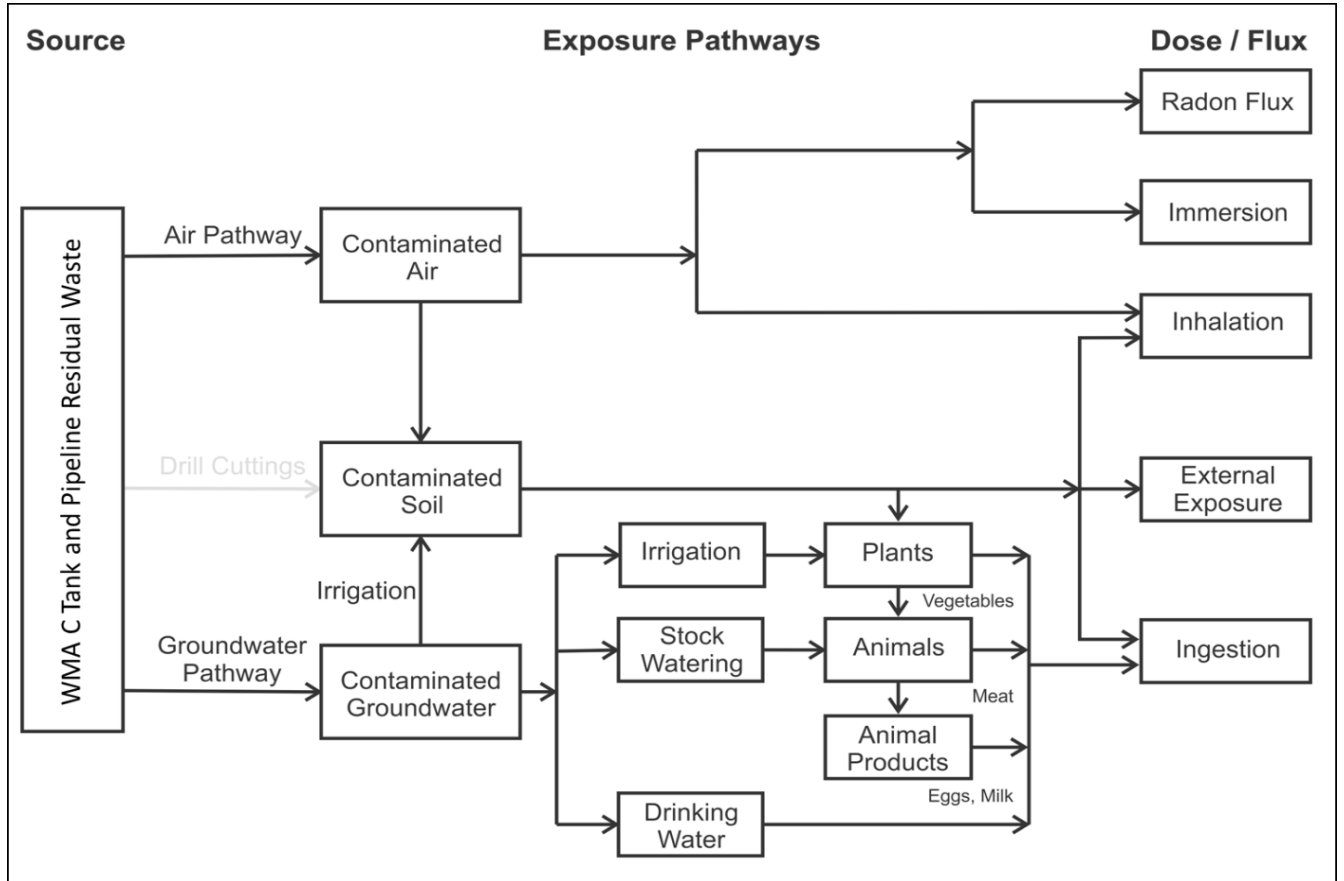 Source
Exposure Pathways
Dose / Flux
WMA C Tank and Pipeline Residual Waste
Air Pathway
Contaminated
Air
Drill Cuttings
Contaminated
Soil
Irrigation
Groundwater
Pathway
Contaminated
Groundwater
Irrigation
Plants
Vegetables
Stock
Watering
Animals
Meat
Animal
Products
Eggs, Milk
Drinking
Water
Radon Flux
Immersion
Inhalation
External
Exposure
Ingestion